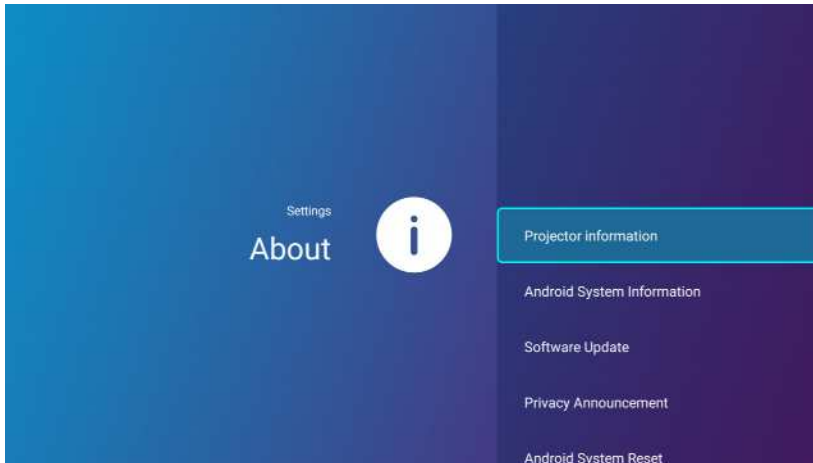 Settings
About
Projector information
Android System Information
Software Update
Privacy Announcement
Android System Reset